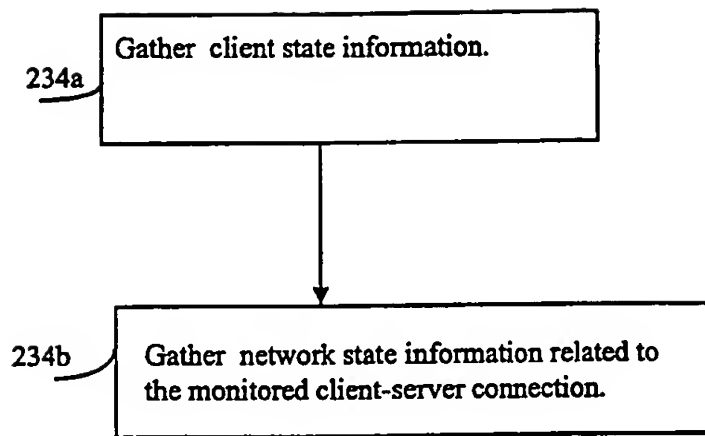 Gather client state information.
234a
234b
Gather network state information related to
the monitored client-server connection.